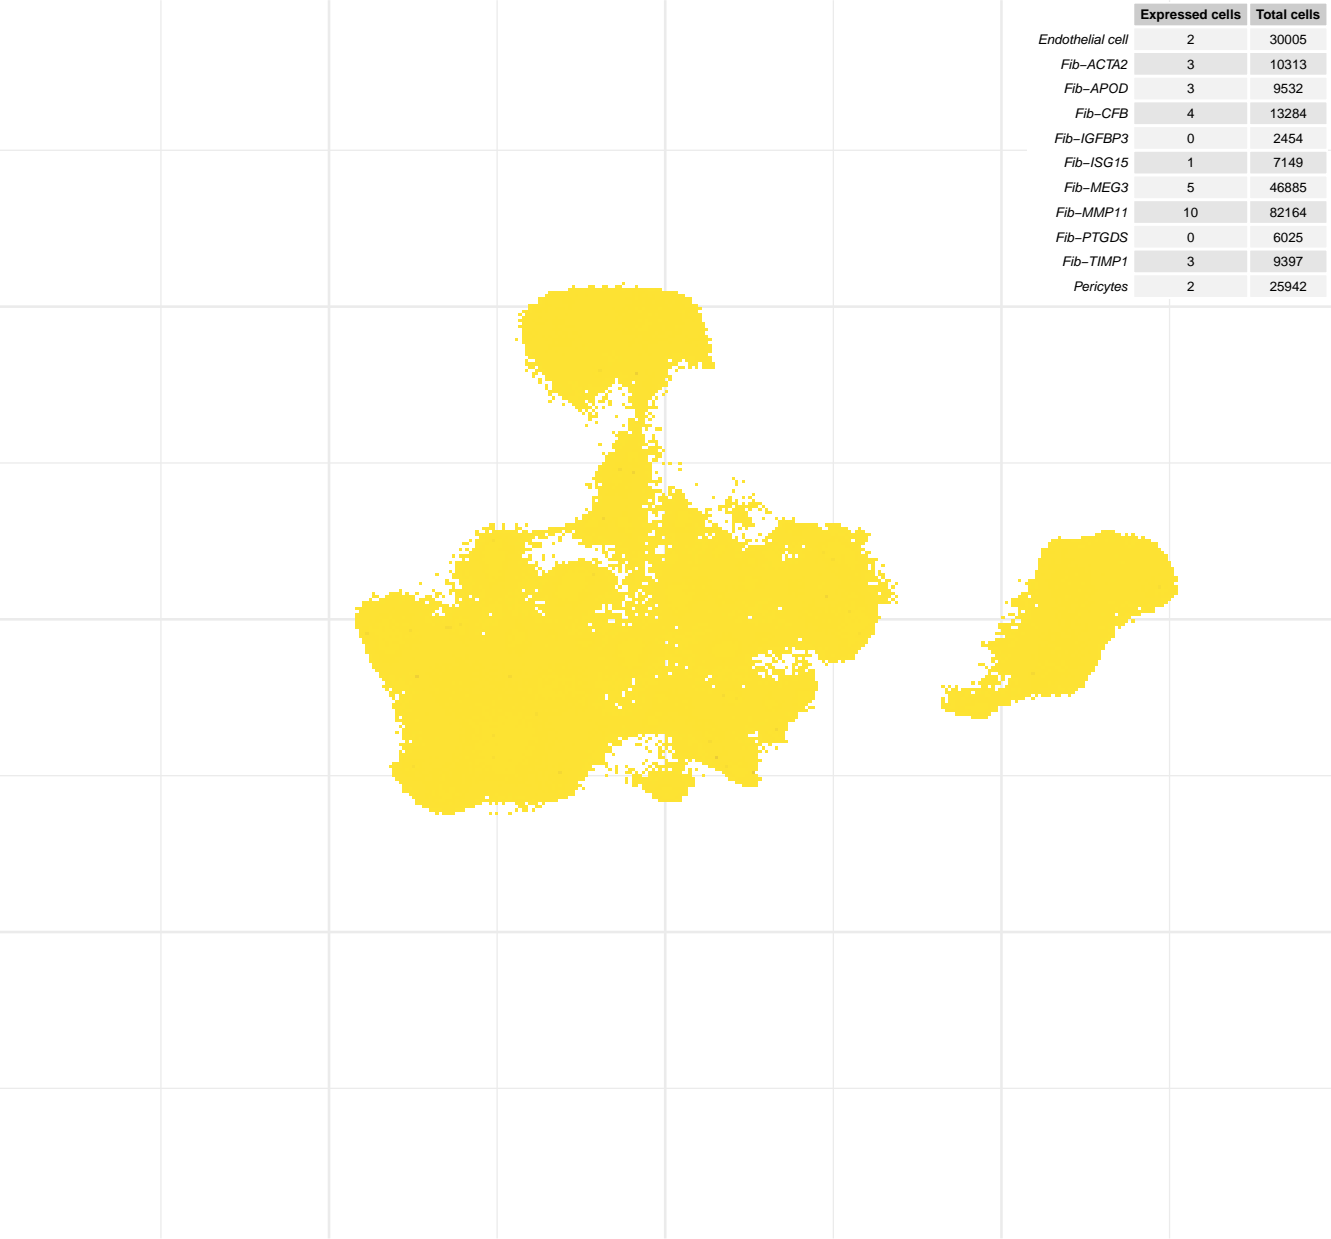 Expressed cells Total cells
Endothelial cell 2 30005
Fib−ACTA2 3 10313
Fib−APOD 3 9532
Fib−CFB 4 13284
Fib−IGFBP3 0 2454
Fib−ISG15 1 7149
Fib−MEG3 5 46885
Fib−MMP11 10 82164
Fib−PTGDS 0 6025
Fib−TIMP1 3 9397
Pericytes 2 25942